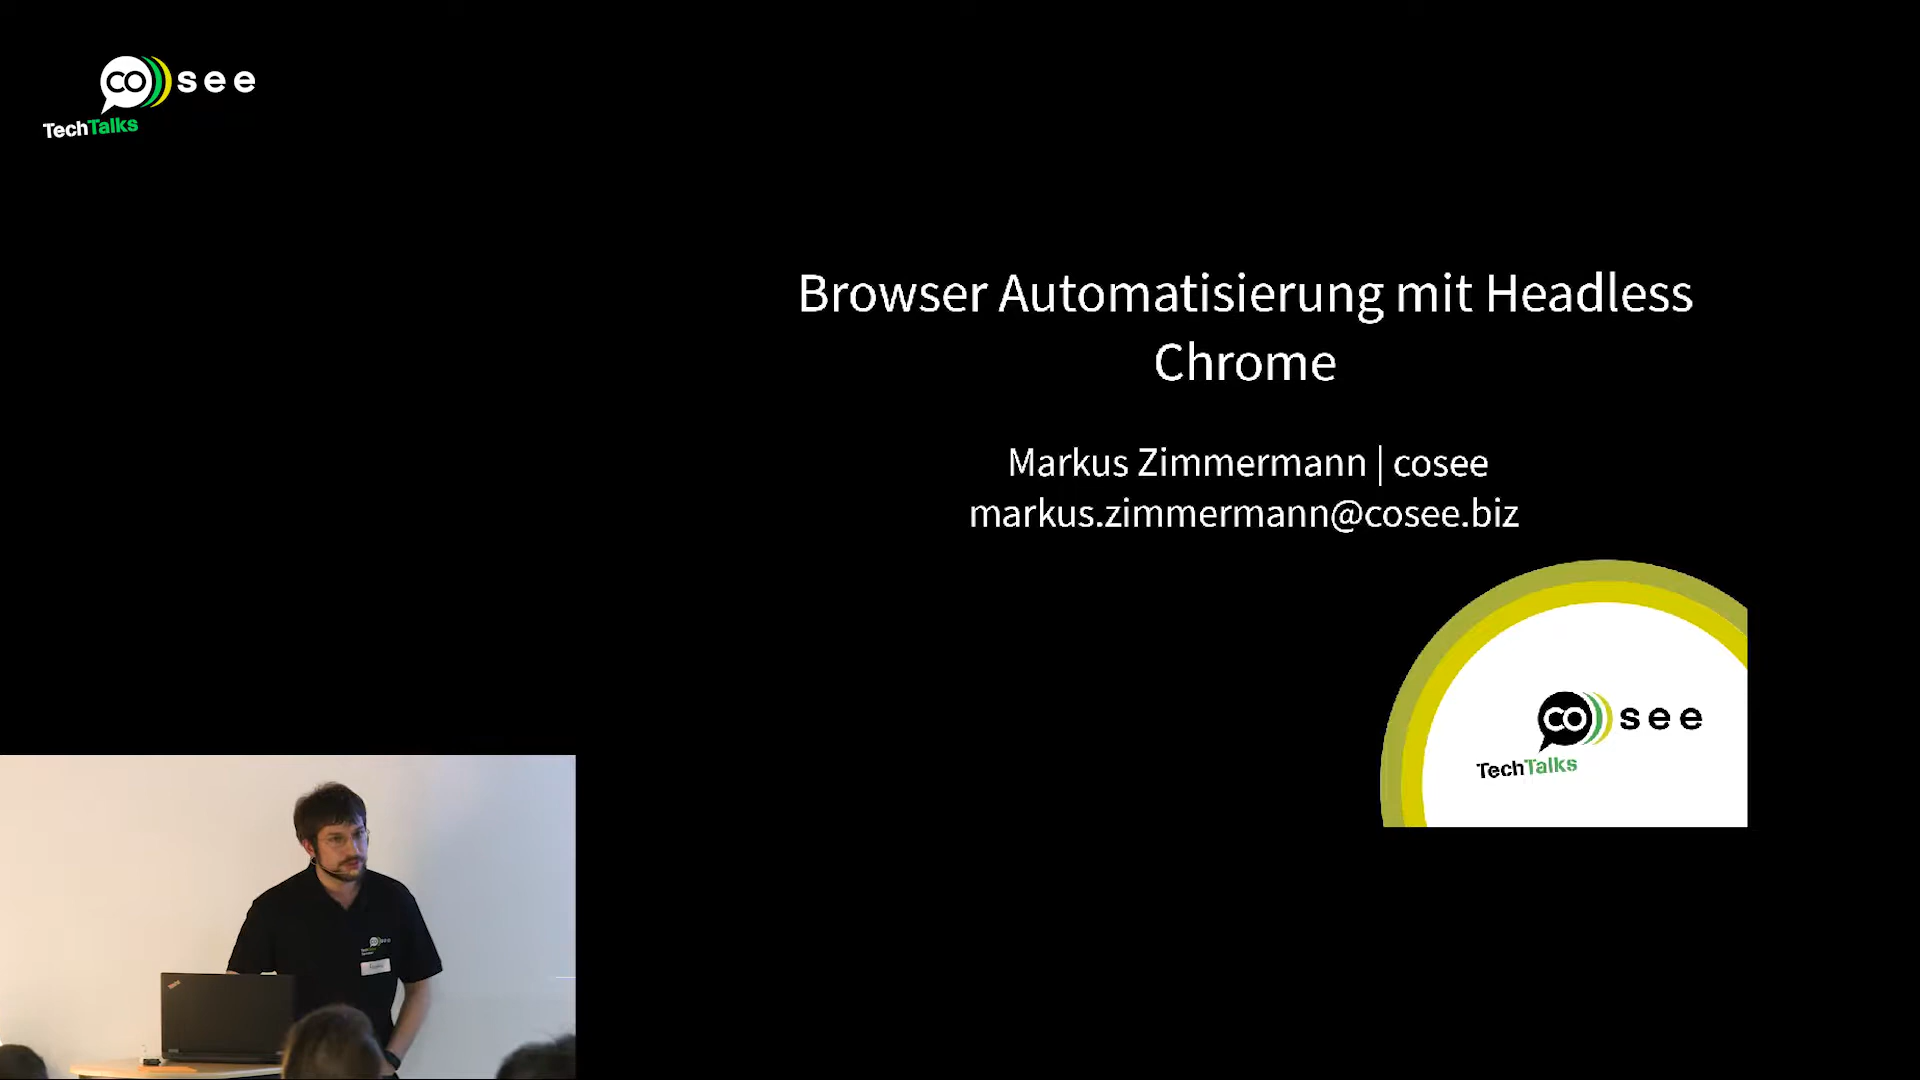 co see
TechTalks
Browser Automatisierung mit Headless
Chrome
Markus Zimmermann | cosee
markus.zimmermann@cosee.biz
co see
TechTalks